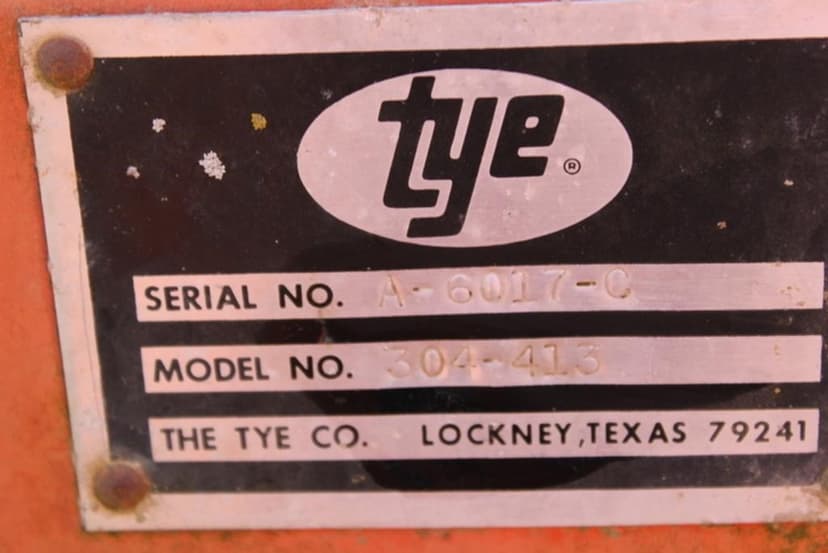 tye ®
SERIAL NO. A-6017-C
MODEL NO. 304-413
THE TYE CO. LOCKNEY, TEXAS 79241